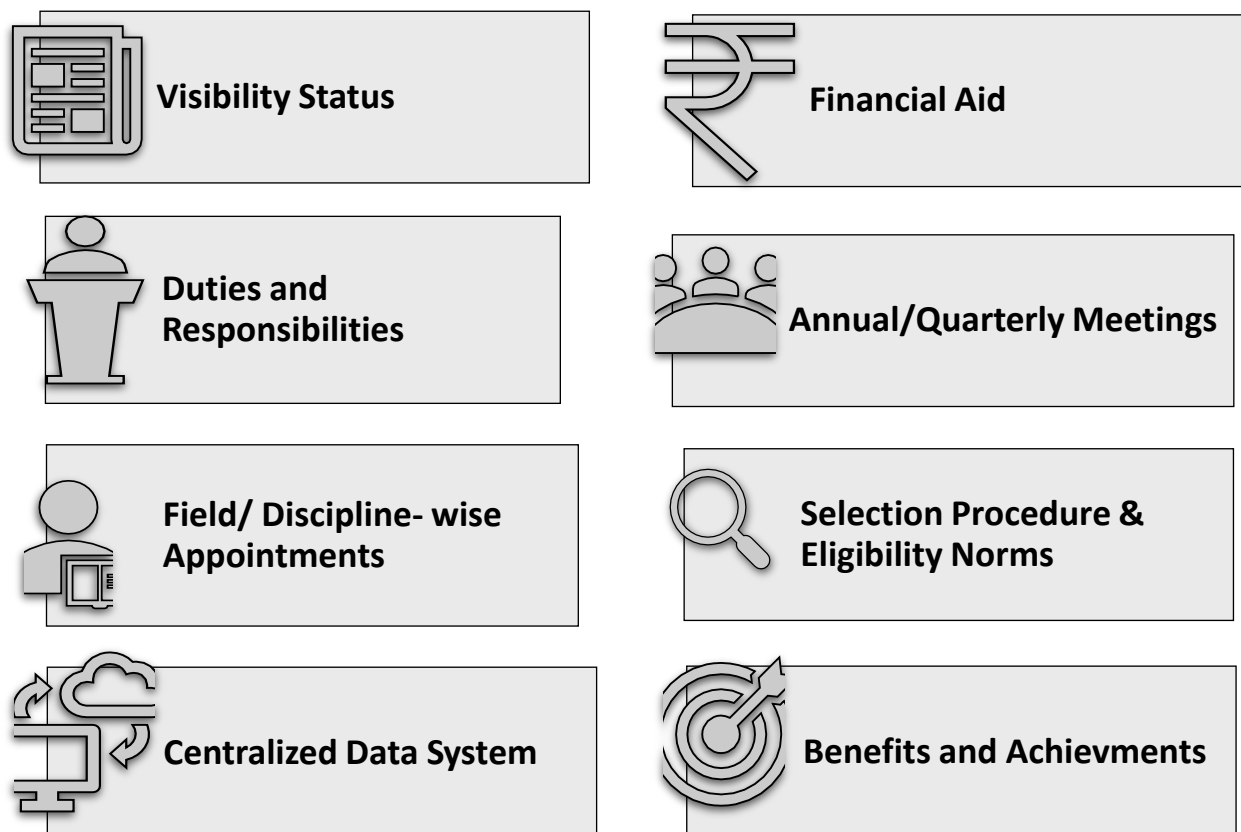 Visibility Status
Financial Aid
Duties and
Responsibilities
Annual/Quarterly Meetings
Field/ Discipline- wise
Appointments
Selection Procedure &
Eligibility Norms
Centralized Data System
Benefits and Achievments